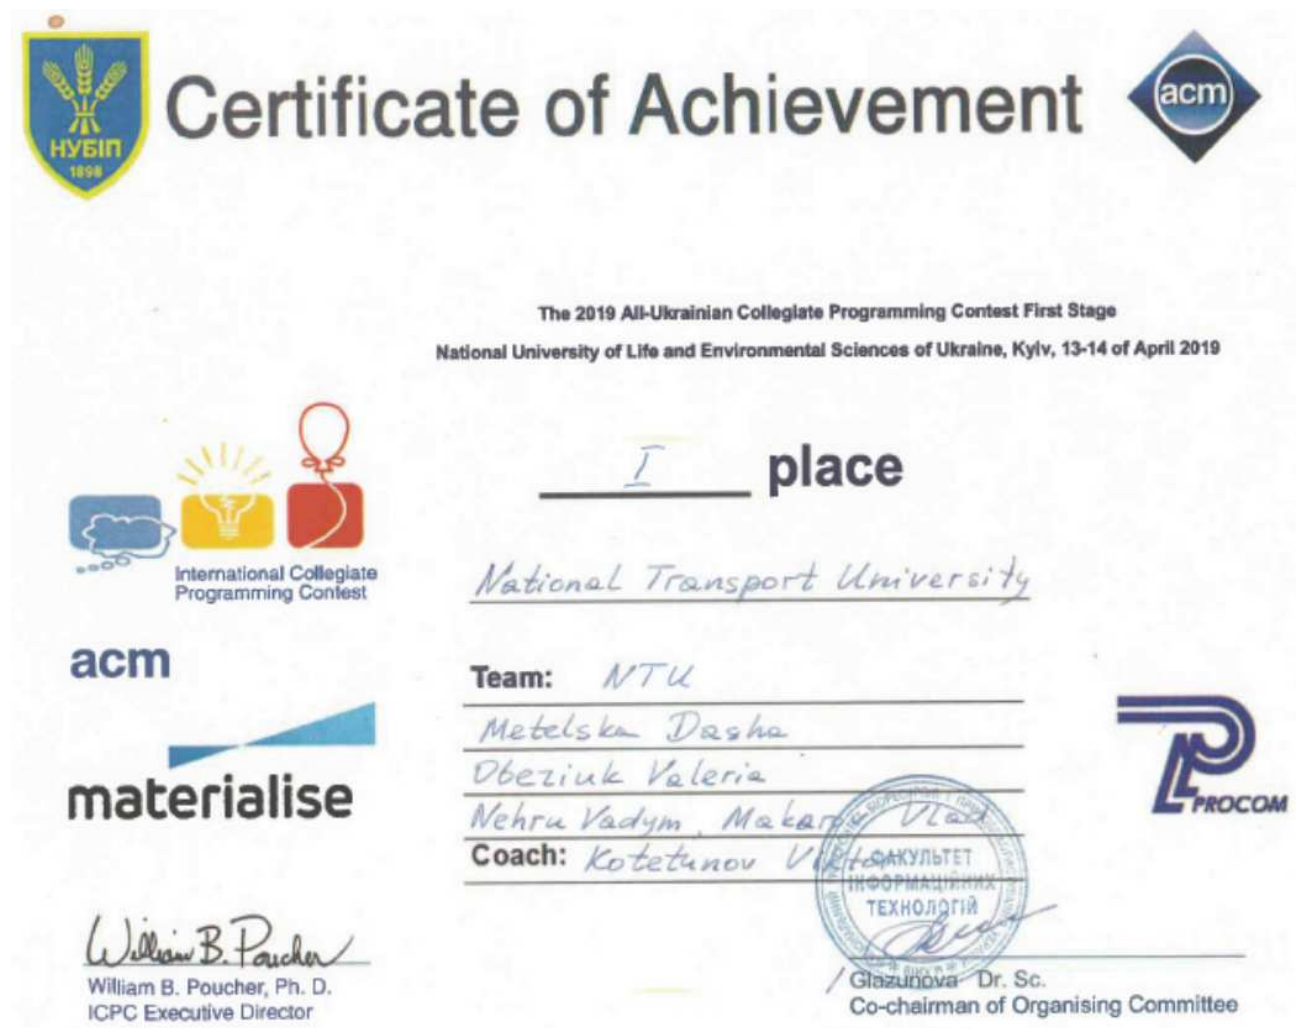 Certificate of Achievement
НУБІП
1898
acm
The 2019 All-Ukrainian Collegiate Programming Contest First Stage
National University of Life and Environmental Sciences of Ukraine, Kyiv, 13-14 of April 2019
I place
International Collegiate
Programming Contest
National Transport University
acm
Team: NTU
Metelska Dasha
materialise
Obeziuk Valeria
PROCOM
Nehru Vadym, Makar Vlad
Coach: Kotetunov
ФАКУЛЬТЕТ
ІНФОРМАЦІЙНИХ
ТЕХНОЛОГІЙ
William B. Poucher
William B. Poucher, Ph. D.
ICPC Executive Director
Glazunova Dr. Sc.
Co-chairman of Organising Committee